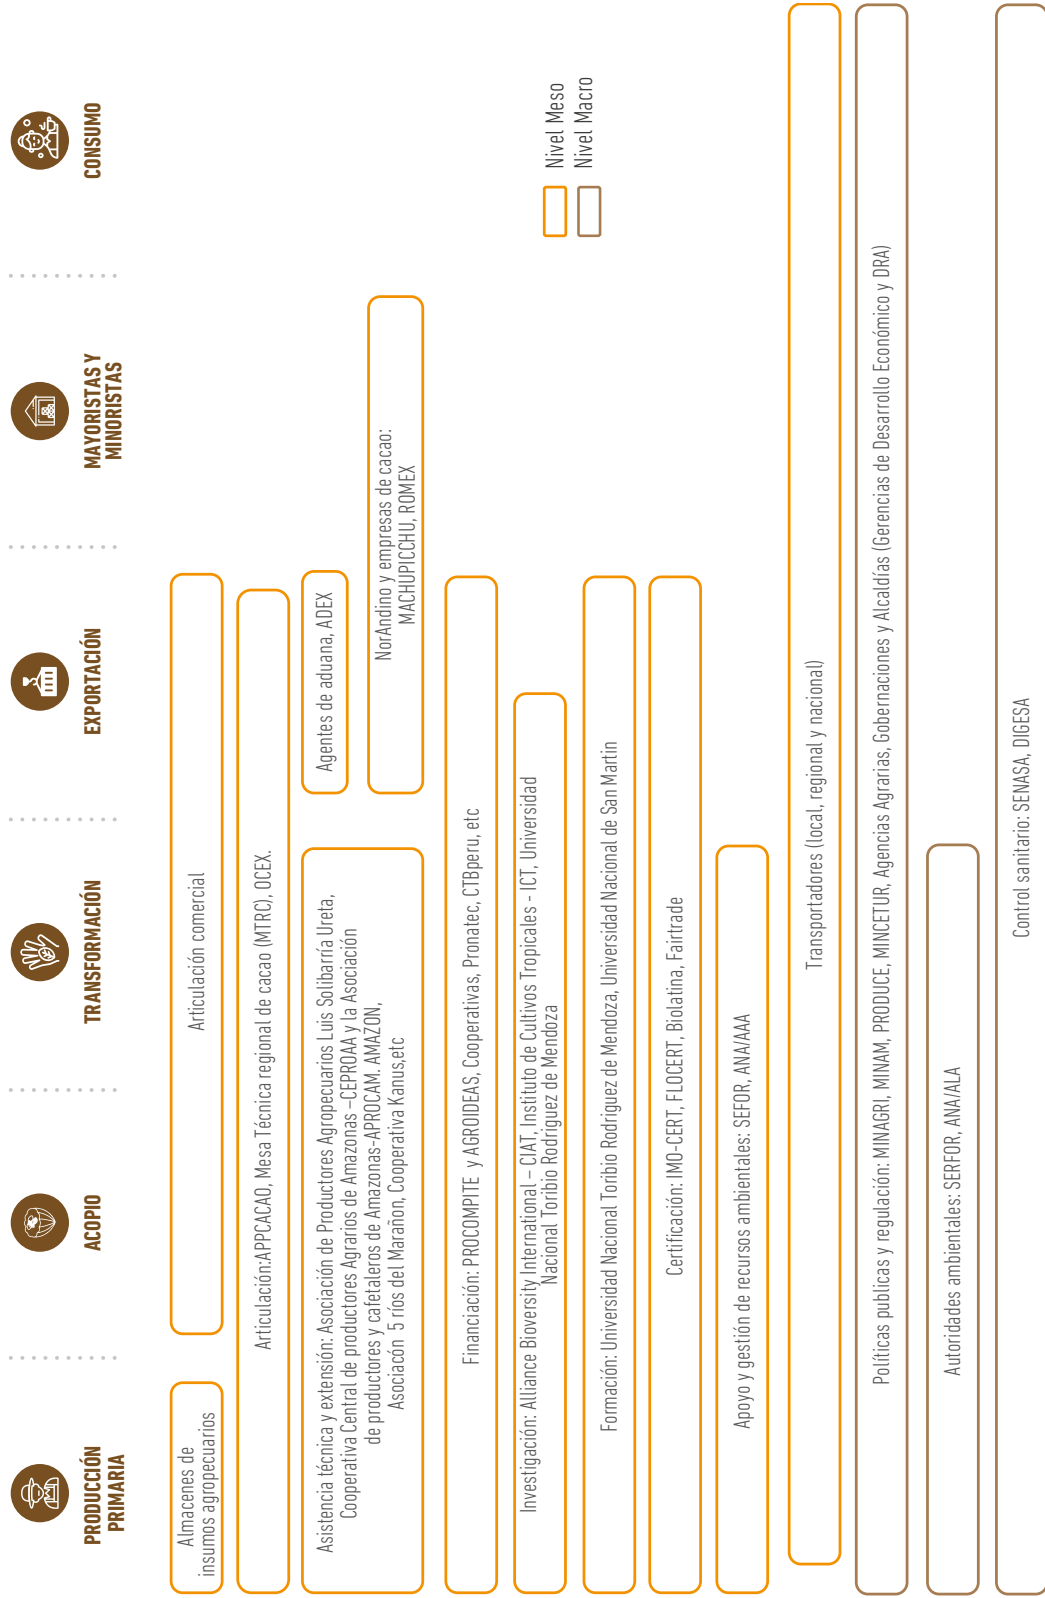 PRODUCCIÓN
PRIMARIA
ACOPIO
TRANSFORMACIÓN
EXPORTACIÓN
MAYORISTAS Y
MINORISTAS
CONSUMO
Almacenes de
insumos agropecuarios
Articulación comercial
Articulación:APPCACAO, Mesa Técnica regional de cacao (MTRC), OCEX.
Asistencia técnica y extensión: Asociación de Productores Agropecuarios Luis Solibarría Ureta,
Cooperativa Central de productores Agrarios de Amazonas –CEPROAA y la Asociación
de productores y cafetaleros de Amazonas-APROCAM. AMAZON,
Asociacón 5 ríos del Marañon, Cooperativa Kanus,etc
Agentes de aduana, ADEX
NorAndino y empresas de cacao:
MACHUPICCHU, ROMEX
Financiación: PROCOMPITE y AGROIDEAS, Cooperativas, Pronatec, CTBperu, etc
Investigación: Alliance Bioversity International – CIAT, Instituto de Cultivos Tropicales - ICT, Universidad
Nacional Toribio Rodriguez de Mendoza
Formación: Universidad Nacional Toribio Rodriguez de Mendoza, Universidad Nacional de San Martin
Certificación: IMO-CERT, FLOCERT, Biolatina, Fairtrade
Apoyo y gestión de recursos ambientales: SEFOR, ANA/AAA
Transportadores (local, regional y nacional)
Políticas publicas y regulación: MINAGRI, MINAM, PRODUCE, MINCETUR, Agencias Agrarias, Gobernaciones y Alcaldías (Gerencias de Desarrollo Económico y DRA)
Autoridades ambientales: SERFOR, ANA/ALA
Control sanitario: SENASA, DIGESA
Nivel Meso
Nivel Macro